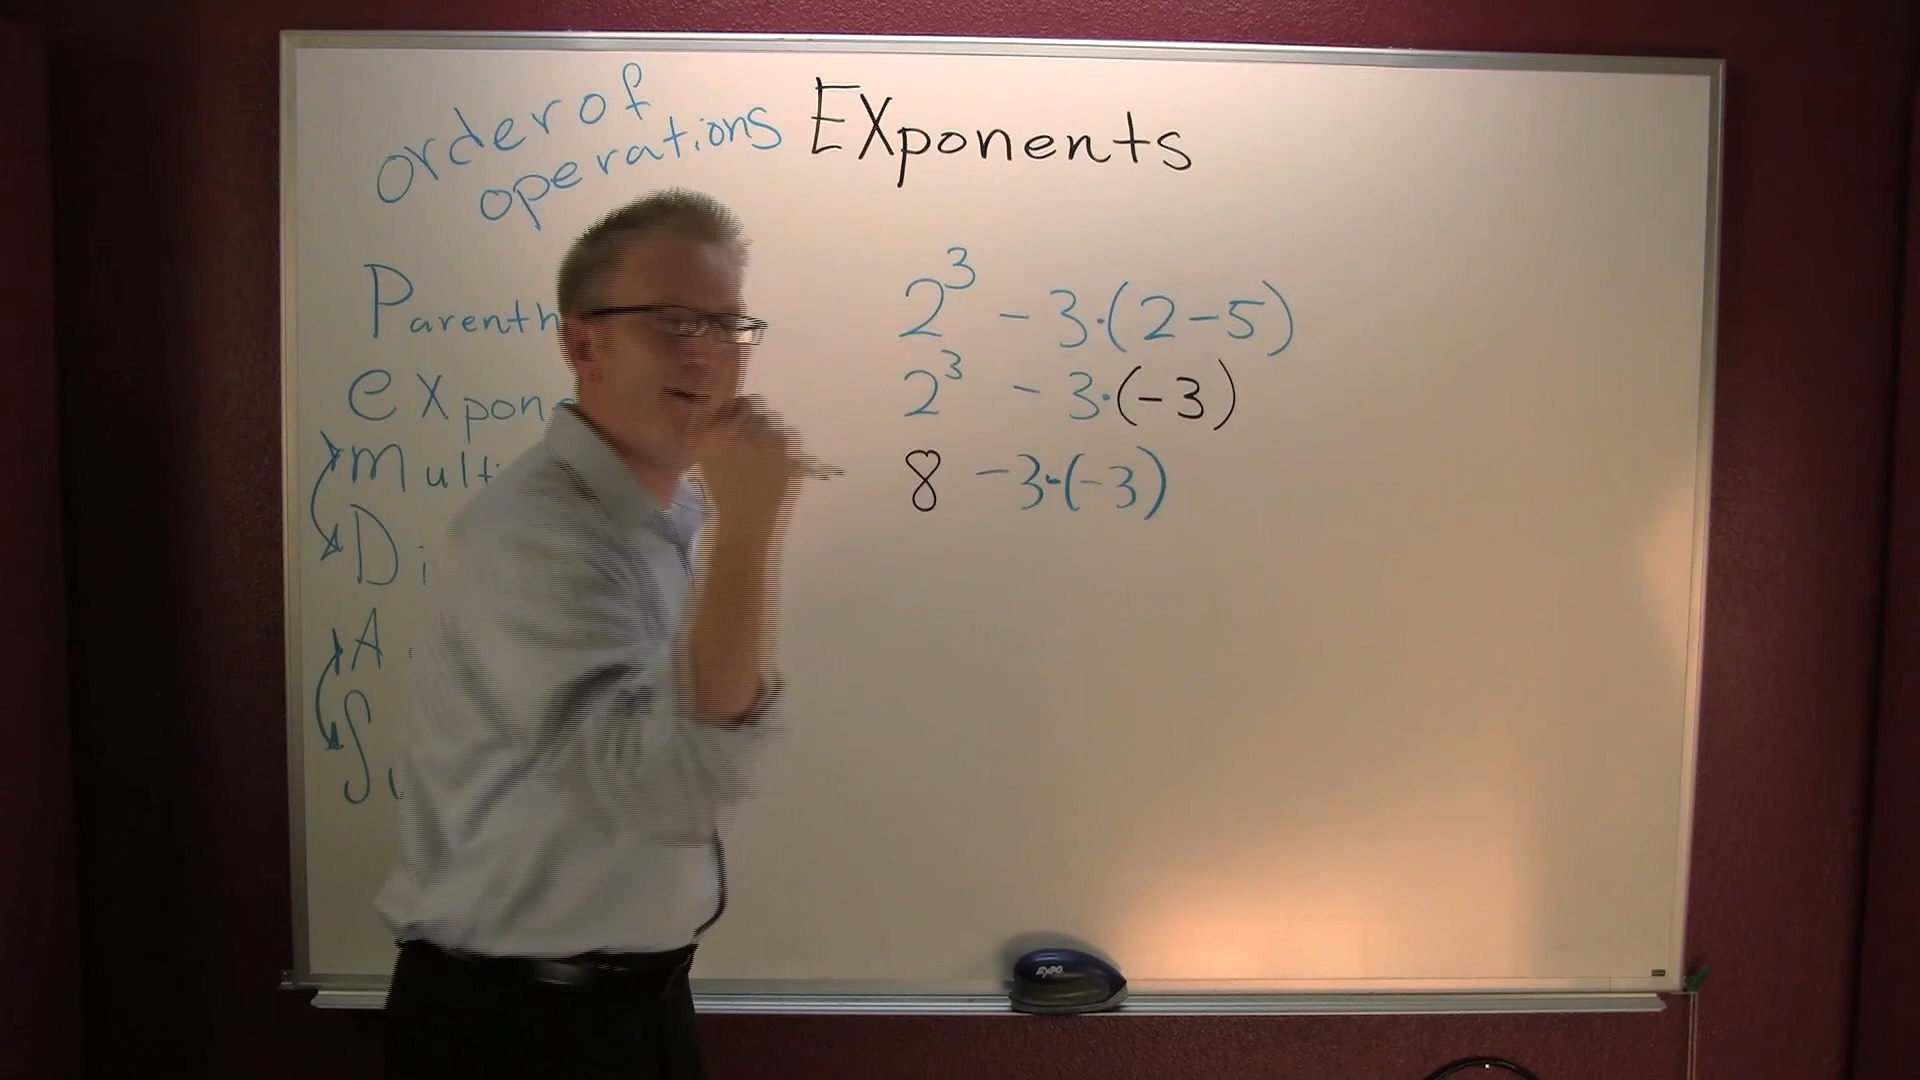 order of
operations
Exponents
Parenth
expon
Mult
Di
A
S
2³ - 3·(2-5)
2³ - 3·(-3)
8 -3·(-3)
EXPO